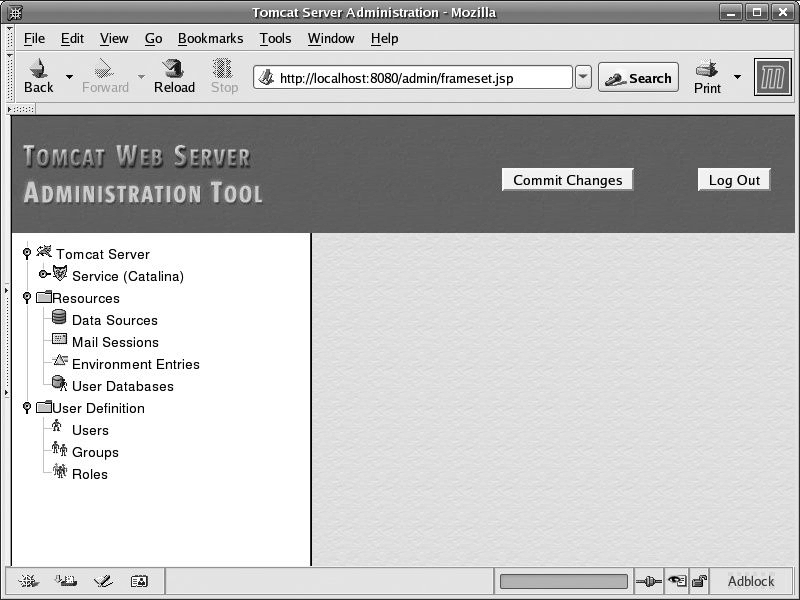 Tomcat Server Administration - Mozilla
File Edit View Go Bookmarks Tools Window Help
Back Forward Reload Stop http://localhost:8080/admin/frameset.jsp Search Print
TOMCAT WEB SERVER
ADMINISTRATION TOOL
Commit Changes Log Out
Tomcat Server
Service (Catalina)
Resources
Data Sources
Mail Sessions
Environment Entries
User Databases
User Definition
Users
Groups
Roles
Adblock